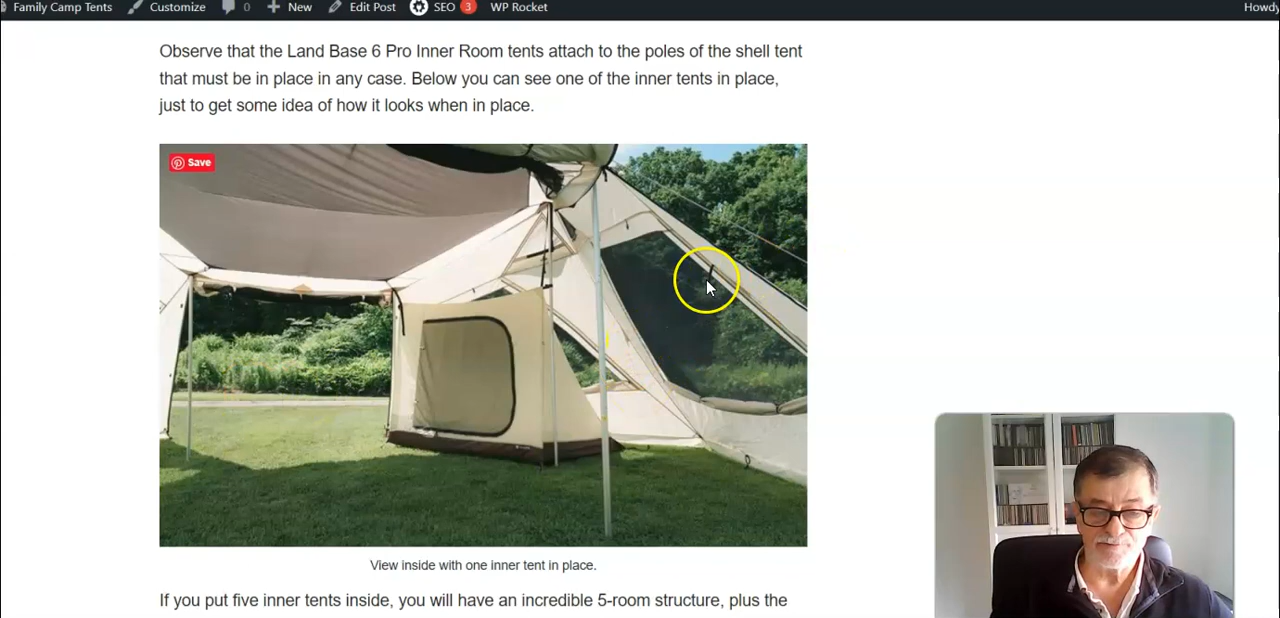 Family Camp Tents Customize 0 New Edit Post SEO 3 WP Rocket Howdy
Observe that the Land Base 6 Pro Inner Room tents attach to the poles of the shell tent
that must be in place in any case. Below you can see one of the inner tents in place,
just to get some idea of how it looks when in place.
Save
View inside with one inner tent in place.
If you put five inner tents inside, you will have an incredible 5-room structure, plus the